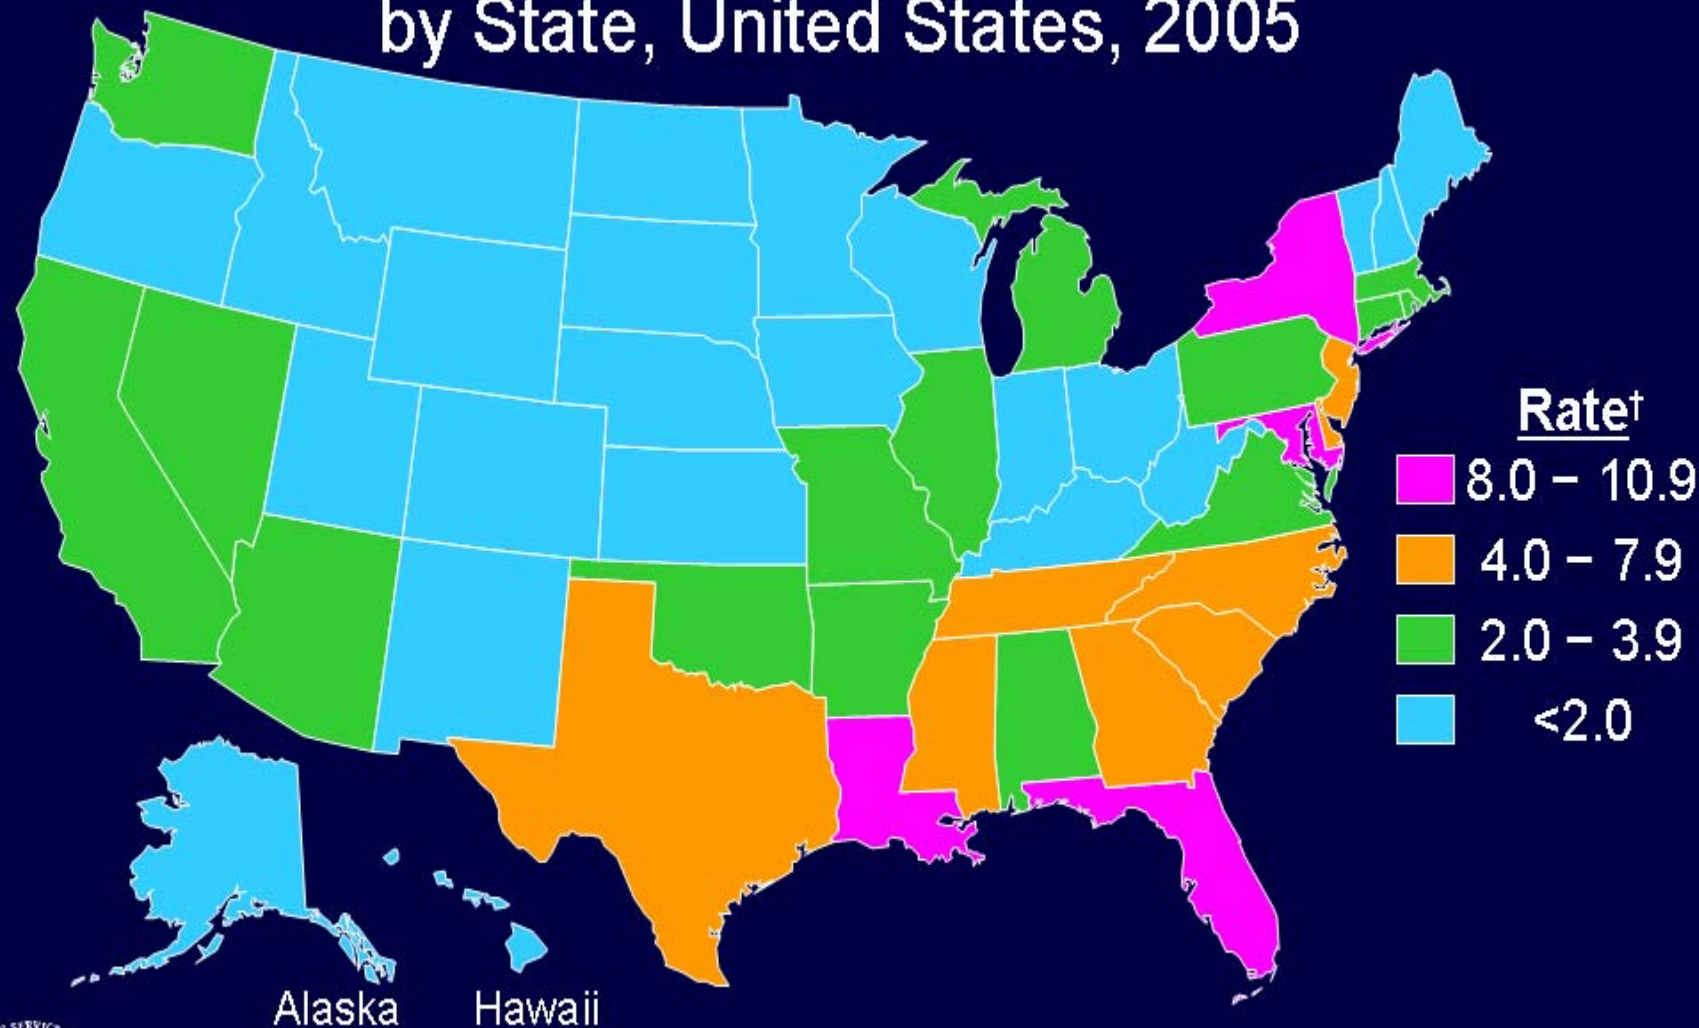 by State, United States, 2005
Rate†
8.0 – 10.9
4.0 – 7.9
2.0 – 3.9
<2.0
Alaska
Hawaii